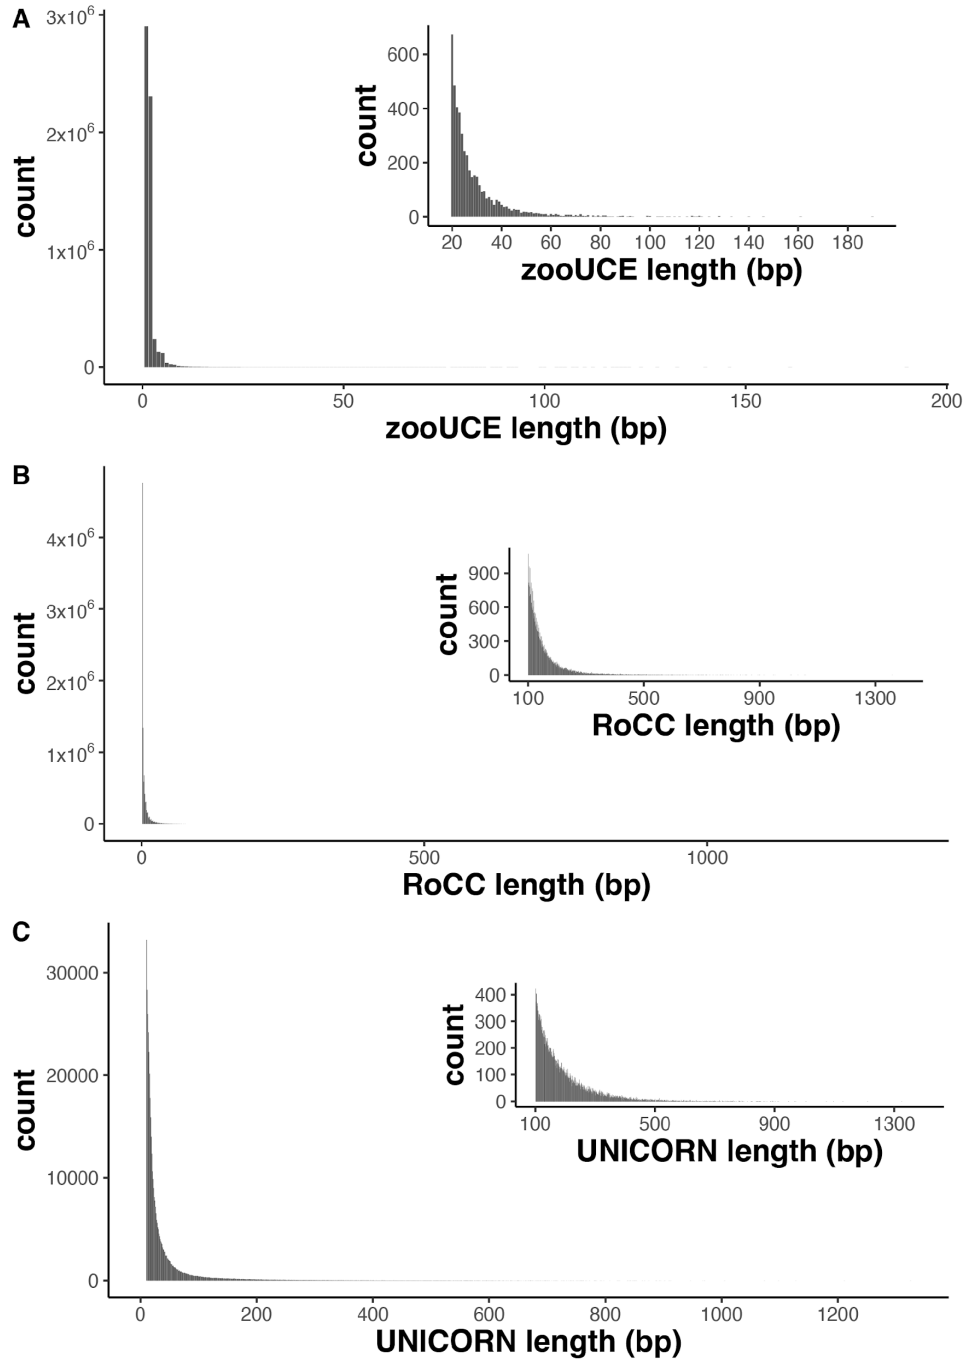 A
3x10⁶
2x10⁶
1x10⁶
0
count
0 50 100 150 200
zooUCE length (bp)
600
400
200
0
count
20 40 60 80 100 120 140 160 180
zooUCE length (bp)
B
4x10⁶
3x10⁶
2x10⁶
1x10⁶
0
count
0 500 1000
RoCC length (bp)
900
600
300
0
count
100 500 900 1300
RoCC length (bp)
C
30000
20000
10000
0
count
0 200 400 600 800 1000 1200
UNICORN length (bp)
400
300
200
100
0
count
100 500 900 1300
UNICORN length (bp)